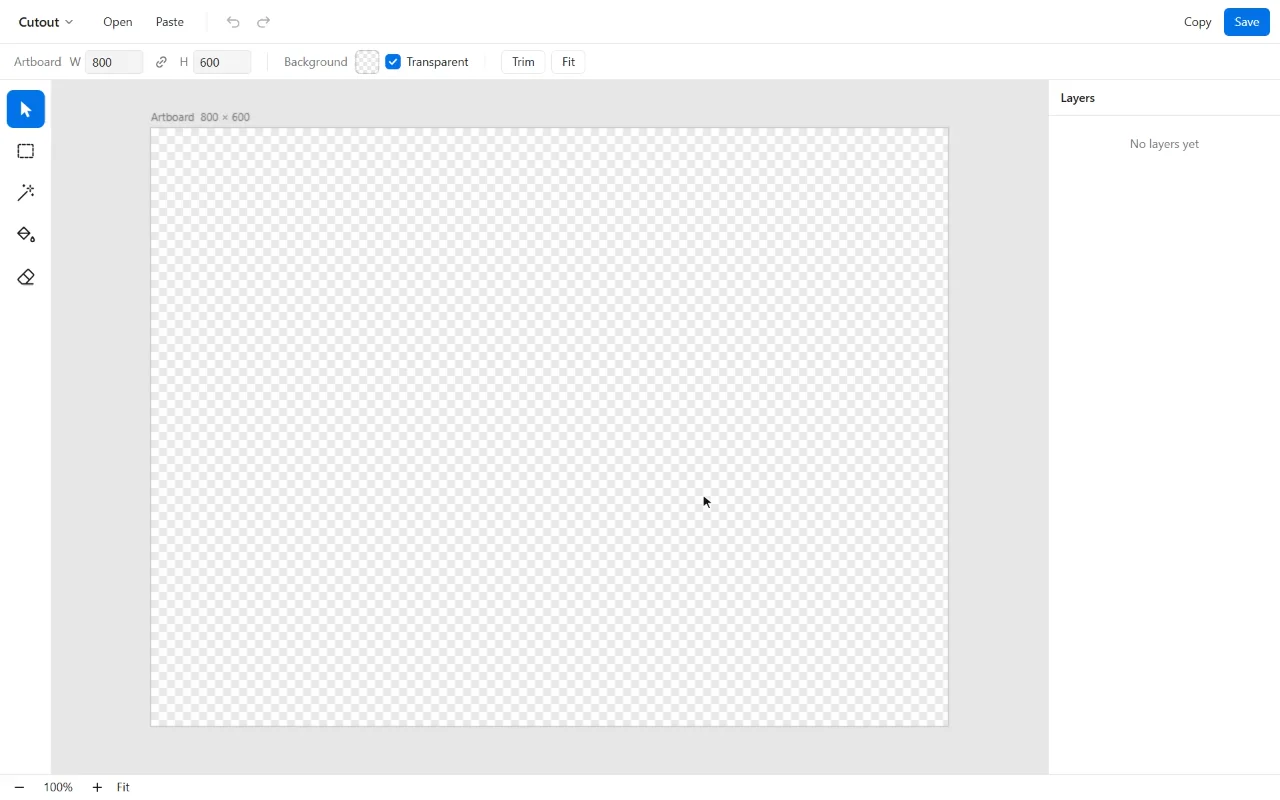 Cutout Open Paste Copy Save
Artboard W 800 H 600 Background Transparent Trim Fit
Artboard 800 × 600
Layers
No layers yet
100% Fit